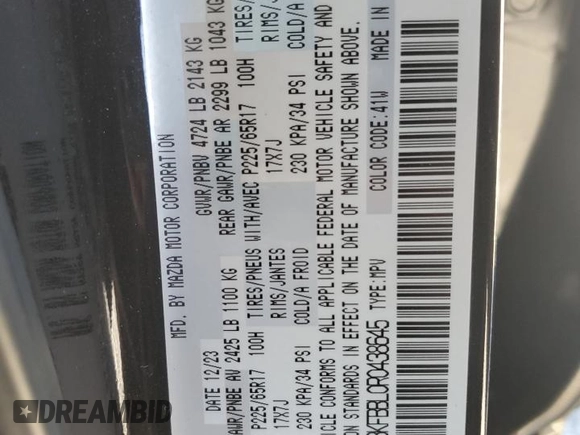 MFD. BY MAZDA MOTOR CORPORATION
DATE 12/23 GVWR/PNBV 4724 LB 2143 KG
GAWR/PNBE AV 2425 LB 1100 KG REAR GAWR/PNBE AR 2299 LB 1043 KG
P225/65R17 100H TIRES/PNEUS WITH/AVEC P225/65R17 100H TIRES/
17X7J RIMS/JANTES 17X7J RIMS/J
230 KPA/34 PSI COLD/A FROID 230 KPA/34 PSI COLD/A
ICLE CONFORMS TO ALL APPLICABLE FEDERAL MOTOR VEHICLE SAFETY AND
ON STANDARDS IN EFFECT ON THE DATE OF MANUFACTURE SHOWN ABOVE.
KFBBL0R0438645 TYPE:MPV COLOR CODE:41W MADE IN
DREAMBID